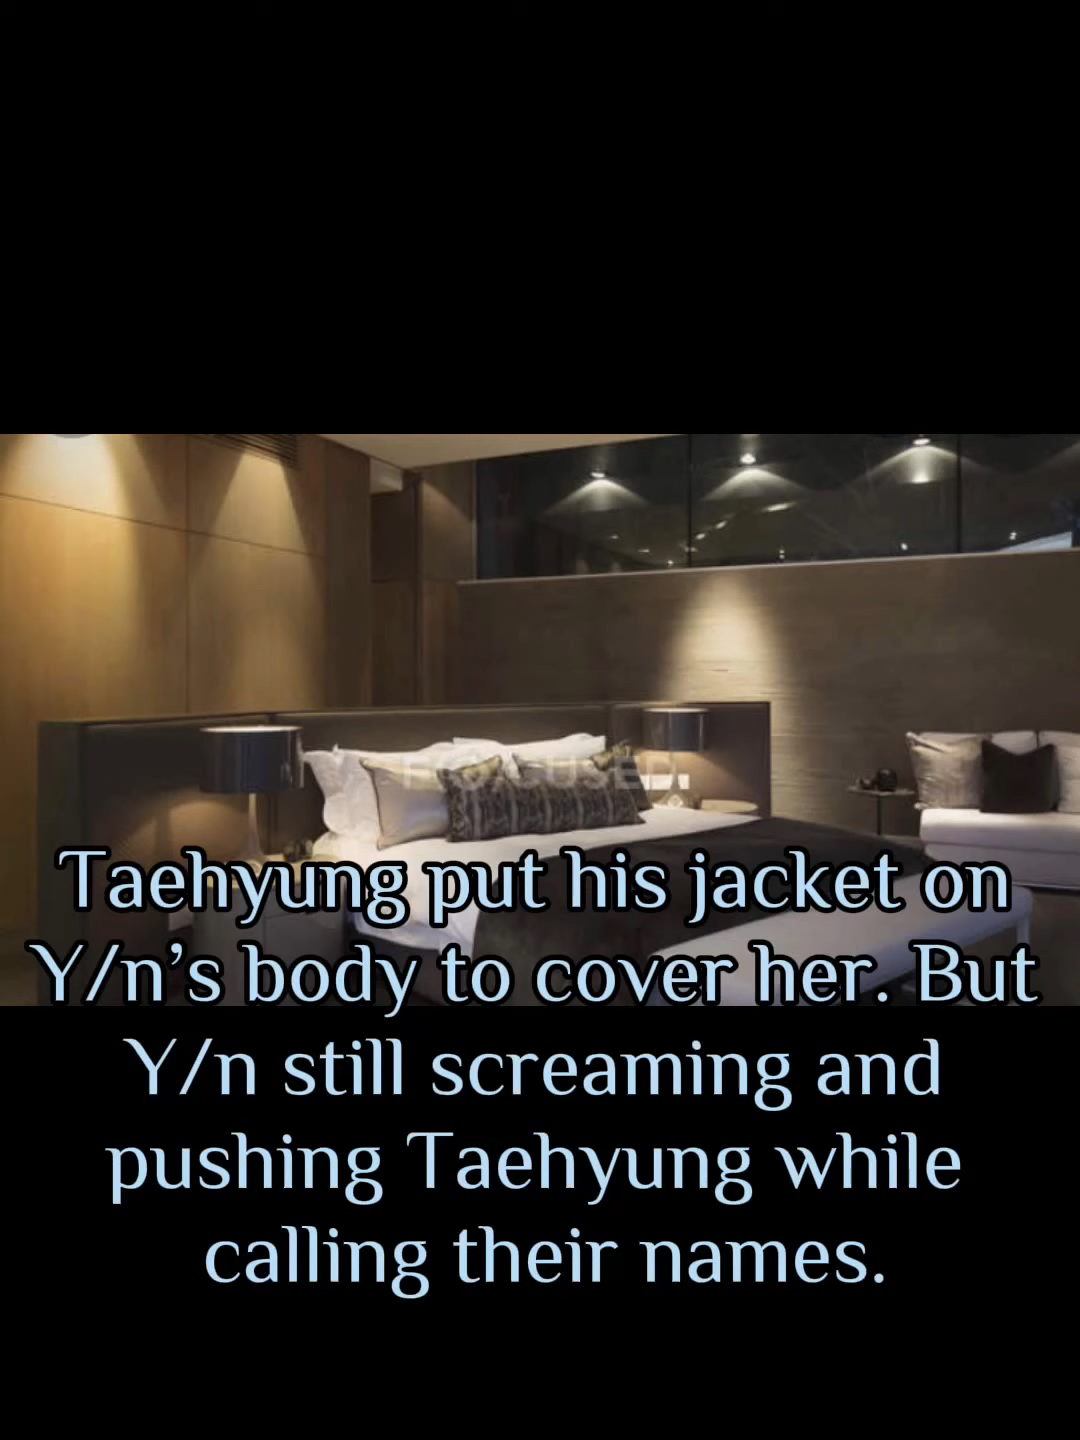 Taehyung put his jacket on
Y/n’s body to cover her. But
Y/n still screaming and
pushing Taehyung while
calling their names.